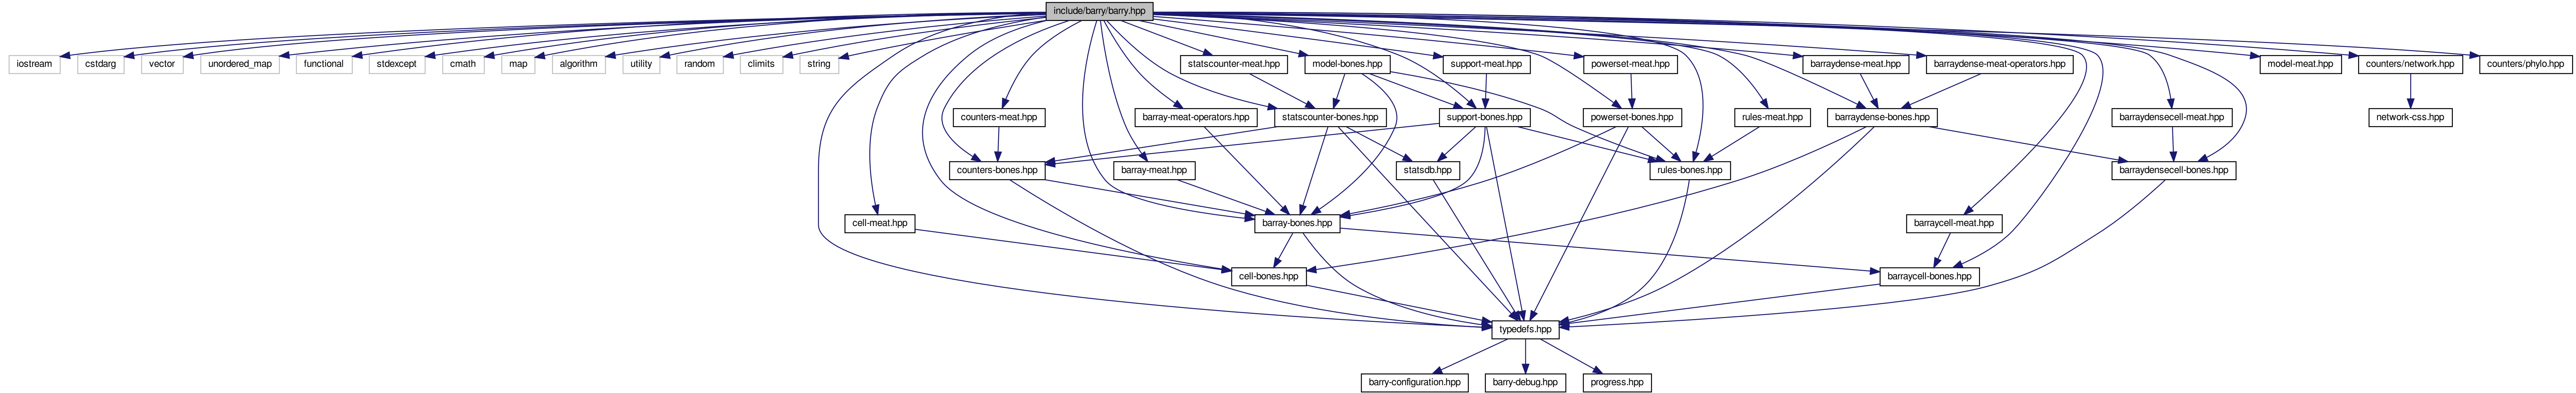 include/barry/barry.hpp
iostream
cstdarg
vector
unordered_map
functional
stdexcept
cmath
map
algorithm
utility
random
climits
string
statscounter-meat.hpp
model-bones.hpp
support-meat.hpp
powerset-meat.hpp
barraydense-meat.hpp
barraydense-meat-operators.hpp
model-meat.hpp
counters/network.hpp
counters/phylo.hpp
counters-meat.hpp
barray-meat-operators.hpp
statscounter-bones.hpp
support-bones.hpp
powerset-bones.hpp
rules-meat.hpp
barraydense-bones.hpp
barraydensecell-meat.hpp
network-css.hpp
counters-bones.hpp
barray-meat.hpp
statsdb.hpp
rules-bones.hpp
barraydensecell-bones.hpp
cell-meat.hpp
barray-bones.hpp
barraycell-meat.hpp
cell-bones.hpp
barraycell-bones.hpp
typedefs.hpp
barry-configuration.hpp
barry-debug.hpp
progress.hpp